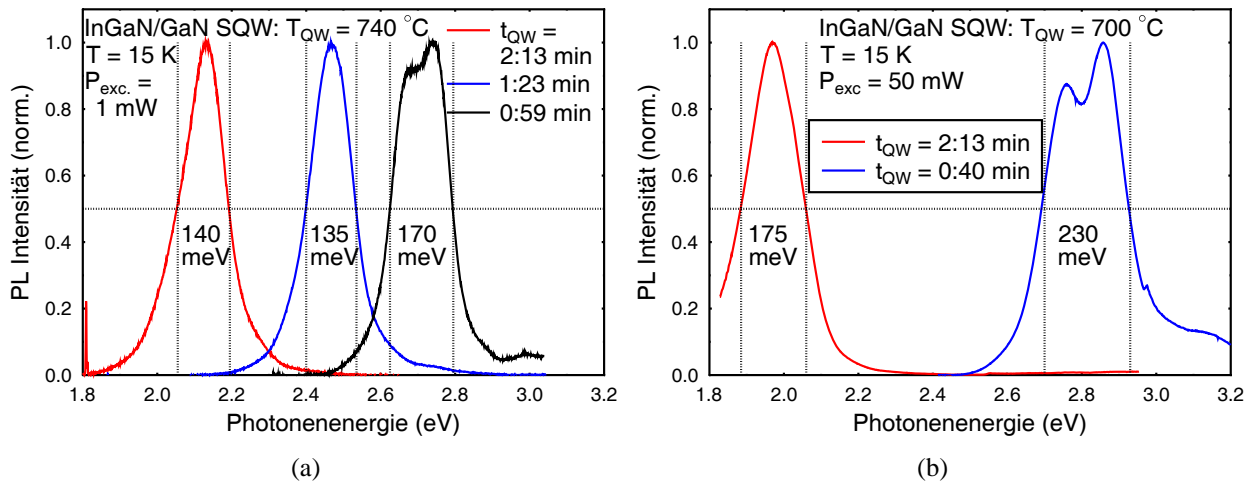 InGaN/GaN SQW: T_QW = 740 °C
T = 15 K
P_exc. =
1 mW
t_QW =
2:13 min
1:23 min
0:59 min
140
meV
135
meV
170
meV
PL Intensität (norm.)
1.0
0.8
0.6
0.4
0.2
0.0
1.8 2.0 2.2 2.4 2.6 2.8 3.0 3.2
Photonenenergie (eV)
(a)
InGaN/GaN SQW: T_QW = 700 °C
T = 15 K
P_exc = 50 mW
t_QW = 2:13 min
t_QW = 0:40 min
175
meV
230
meV
PL Intensität (norm.)
1.0
0.8
0.6
0.4
0.2
0.0
1.8 2.0 2.2 2.4 2.6 2.8 3.0 3.2
Photonenenergie (eV)
(b)